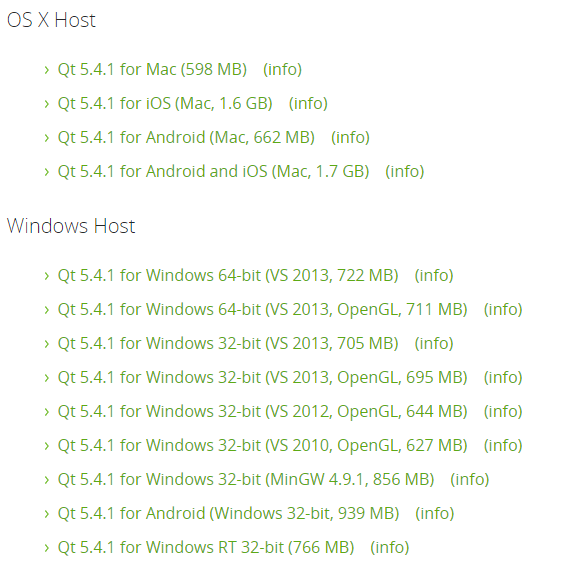 OS X Host
› Qt 5.4.1 for Mac (598 MB) (info)
› Qt 5.4.1 for iOS (Mac, 1.6 GB) (info)
› Qt 5.4.1 for Android (Mac, 662 MB) (info)
› Qt 5.4.1 for Android and iOS (Mac, 1.7 GB) (info)
Windows Host
› Qt 5.4.1 for Windows 64-bit (VS 2013, 722 MB) (info)
› Qt 5.4.1 for Windows 64-bit (VS 2013, OpenGL, 711 MB) (info)
› Qt 5.4.1 for Windows 32-bit (VS 2013, 705 MB) (info)
› Qt 5.4.1 for Windows 32-bit (VS 2013, OpenGL, 695 MB) (info)
› Qt 5.4.1 for Windows 32-bit (VS 2012, OpenGL, 644 MB) (info)
› Qt 5.4.1 for Windows 32-bit (VS 2010, OpenGL, 627 MB) (info)
› Qt 5.4.1 for Windows 32-bit (MinGW 4.9.1, 856 MB) (info)
› Qt 5.4.1 for Android (Windows 32-bit, 939 MB) (info)
› Qt 5.4.1 for Windows RT 32-bit (766 MB) (info)